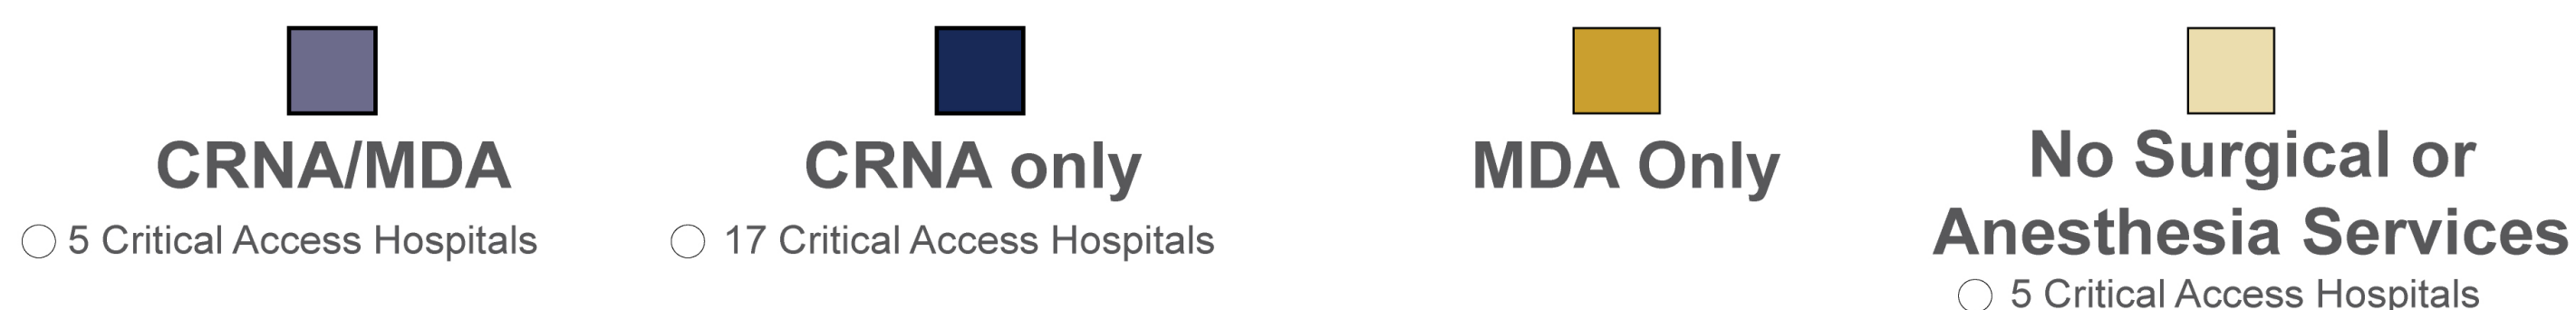 CRNA/MDA
5 Critical Access Hospitals
CRNA only
17 Critical Access Hospitals
MDA Only
No Surgical or
Anesthesia Services
5 Critical Access Hospitals